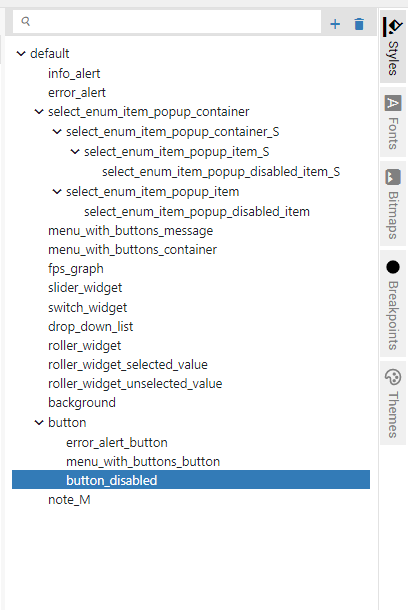 default
info_alert
error_alert
select_enum_item_popup_container
select_enum_item_popup_container_S
select_enum_item_popup_item_S
select_enum_item_popup_disabled_item_S
select_enum_item_popup_item
select_enum_item_popup_disabled_item
menu_with_buttons_message
menu_with_buttons_container
fps_graph
slider_widget
switch_widget
drop_down_list
roller_widget
roller_widget_selected_value
roller_widget_unselected_value
background
button
error_alert_button
menu_with_buttons_button
button_disabled
note_M
Styles
Fonts
Bitmaps
Breakpoints
Themes